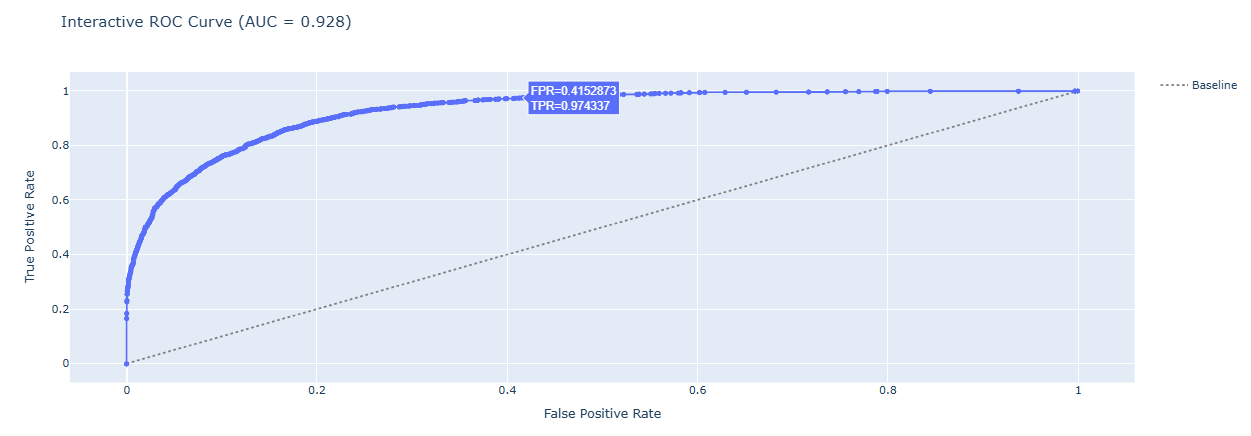 Interactive ROC Curve (AUC = 0.928)
FPR=0.4152873
TPR=0.974337
Baseline
True Positive Rate
1
0.8
0.6
0.4
0.2
0
0
0.2
0.4
0.6
0.8
1
False Positive Rate